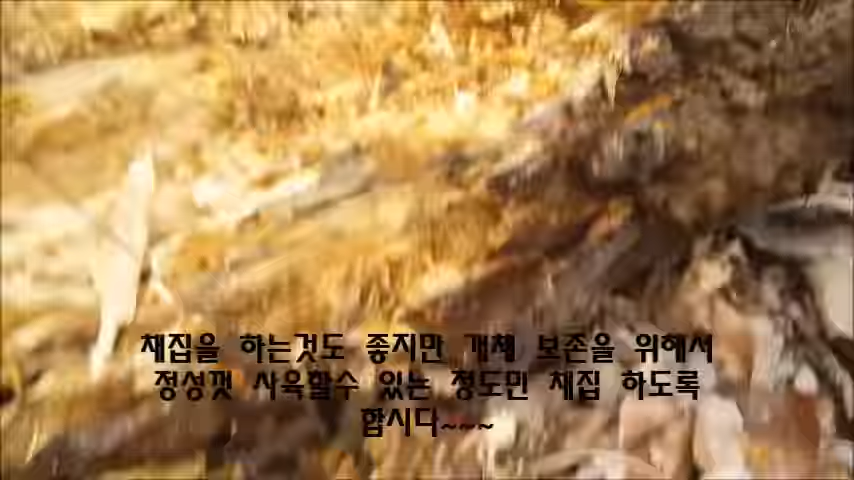 채집을 하는것도 좋지만 개체 보존을 위해서
정성껏 사육할수 있는 정도만 채집 하도록
합시다~~~